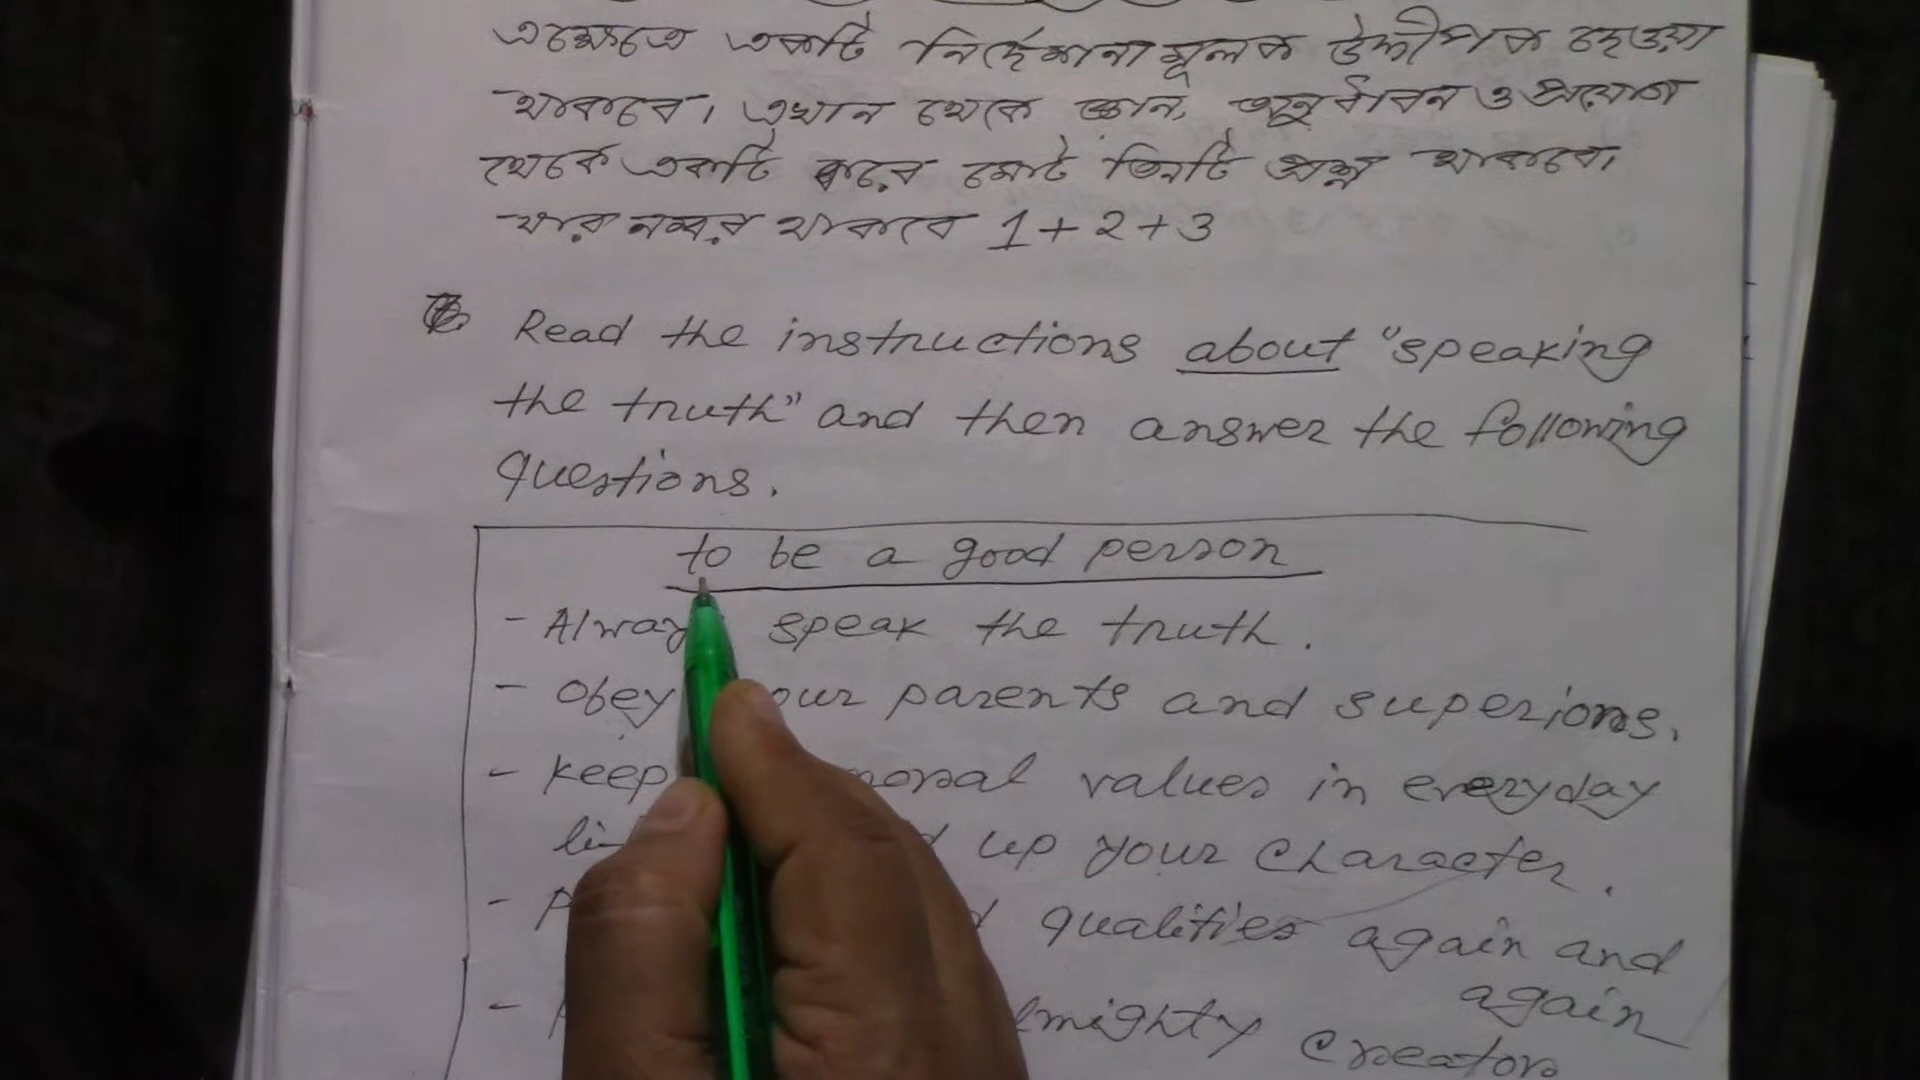 এক্ষেত্রে একটি নির্দেশনামূলক উদ্দীপক দেওয়া
থাকবে। এখান থেকে জ্ঞান, অনুধাবন ও প্রয়োগ
থেকে একটি করে মোট তিনটি প্রশ্ন থাকবে।
যার নম্বর থাকবে 1+2+3
Read the instructions about "speaking
the truth" and then answer the following
questions.
to be a good person
- Always speak the truth.
- Obey your parents and superiors.
- Keep moral values in everyday
up your character.
- qualities again and
again
- Almighty creator